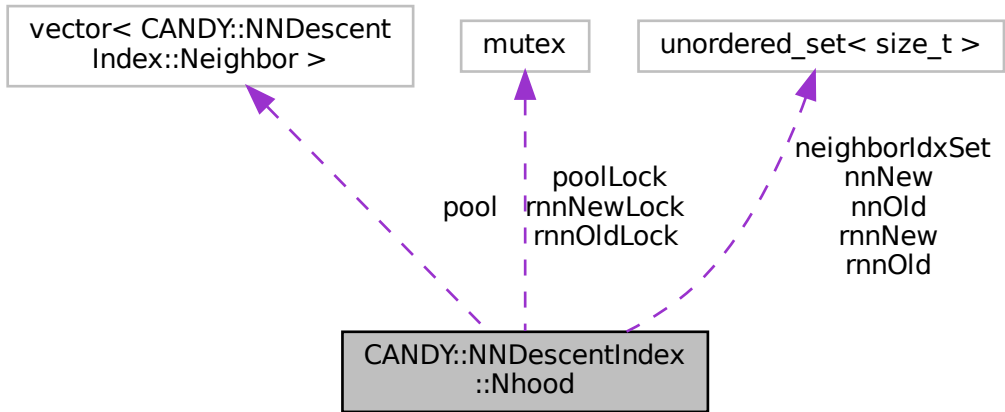 vector< CANDY::NNDescent
Index::Neighbor >
mutex
unordered_set< size_t >
pool
poolLock
rnnNewLock
rnnOldLock
neighborIdxSet
nnNew
nnOld
rnnNew
rnnOld
CANDY::NNDescentIndex
::Nhood